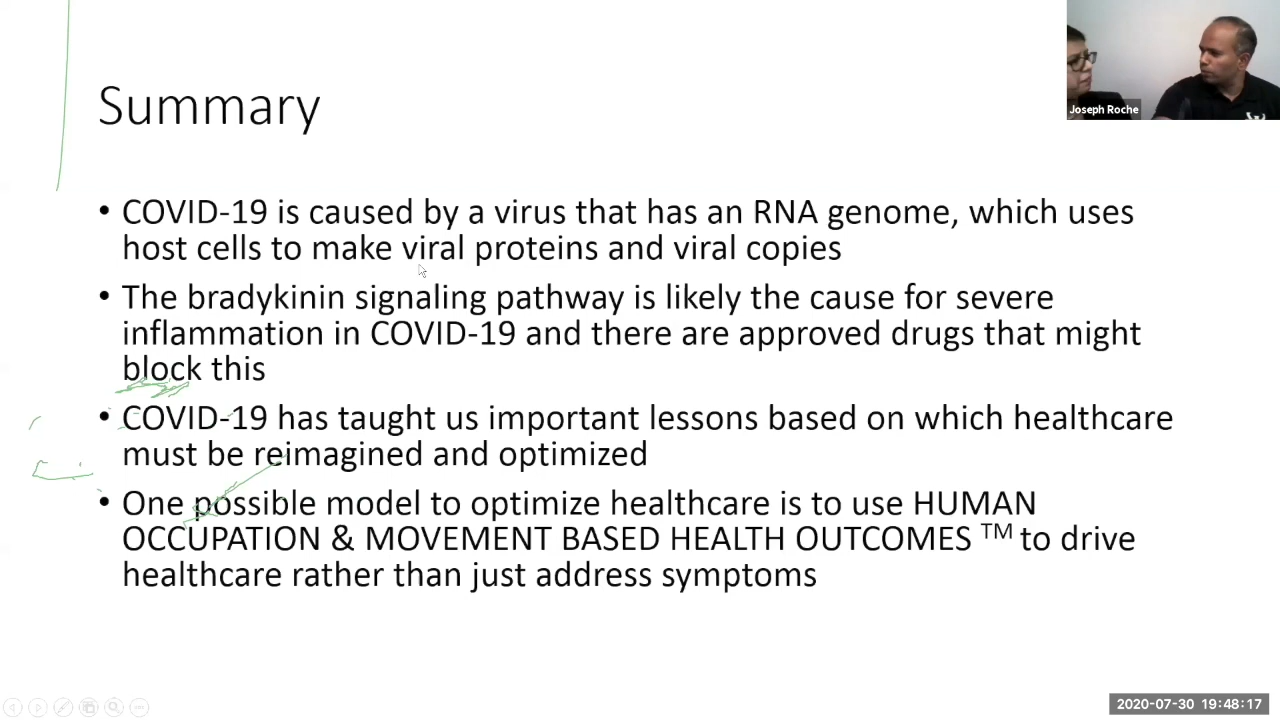 Joseph Roche
Summary
• COVID-19 is caused by a virus that has an RNA genome, which uses
host cells to make viral proteins and viral copies
• The bradykinin signaling pathway is likely the cause for severe
inflammation in COVID-19 and there are approved drugs that might
block this
• COVID-19 has taught us important lessons based on which healthcare
must be reimagined and optimized
• One possible model to optimize healthcare is to use HUMAN
OCCUPATION & MOVEMENT BASED HEALTH OUTCOMES ™ to drive
healthcare rather than just address symptoms
2020-07-30 19:48:17